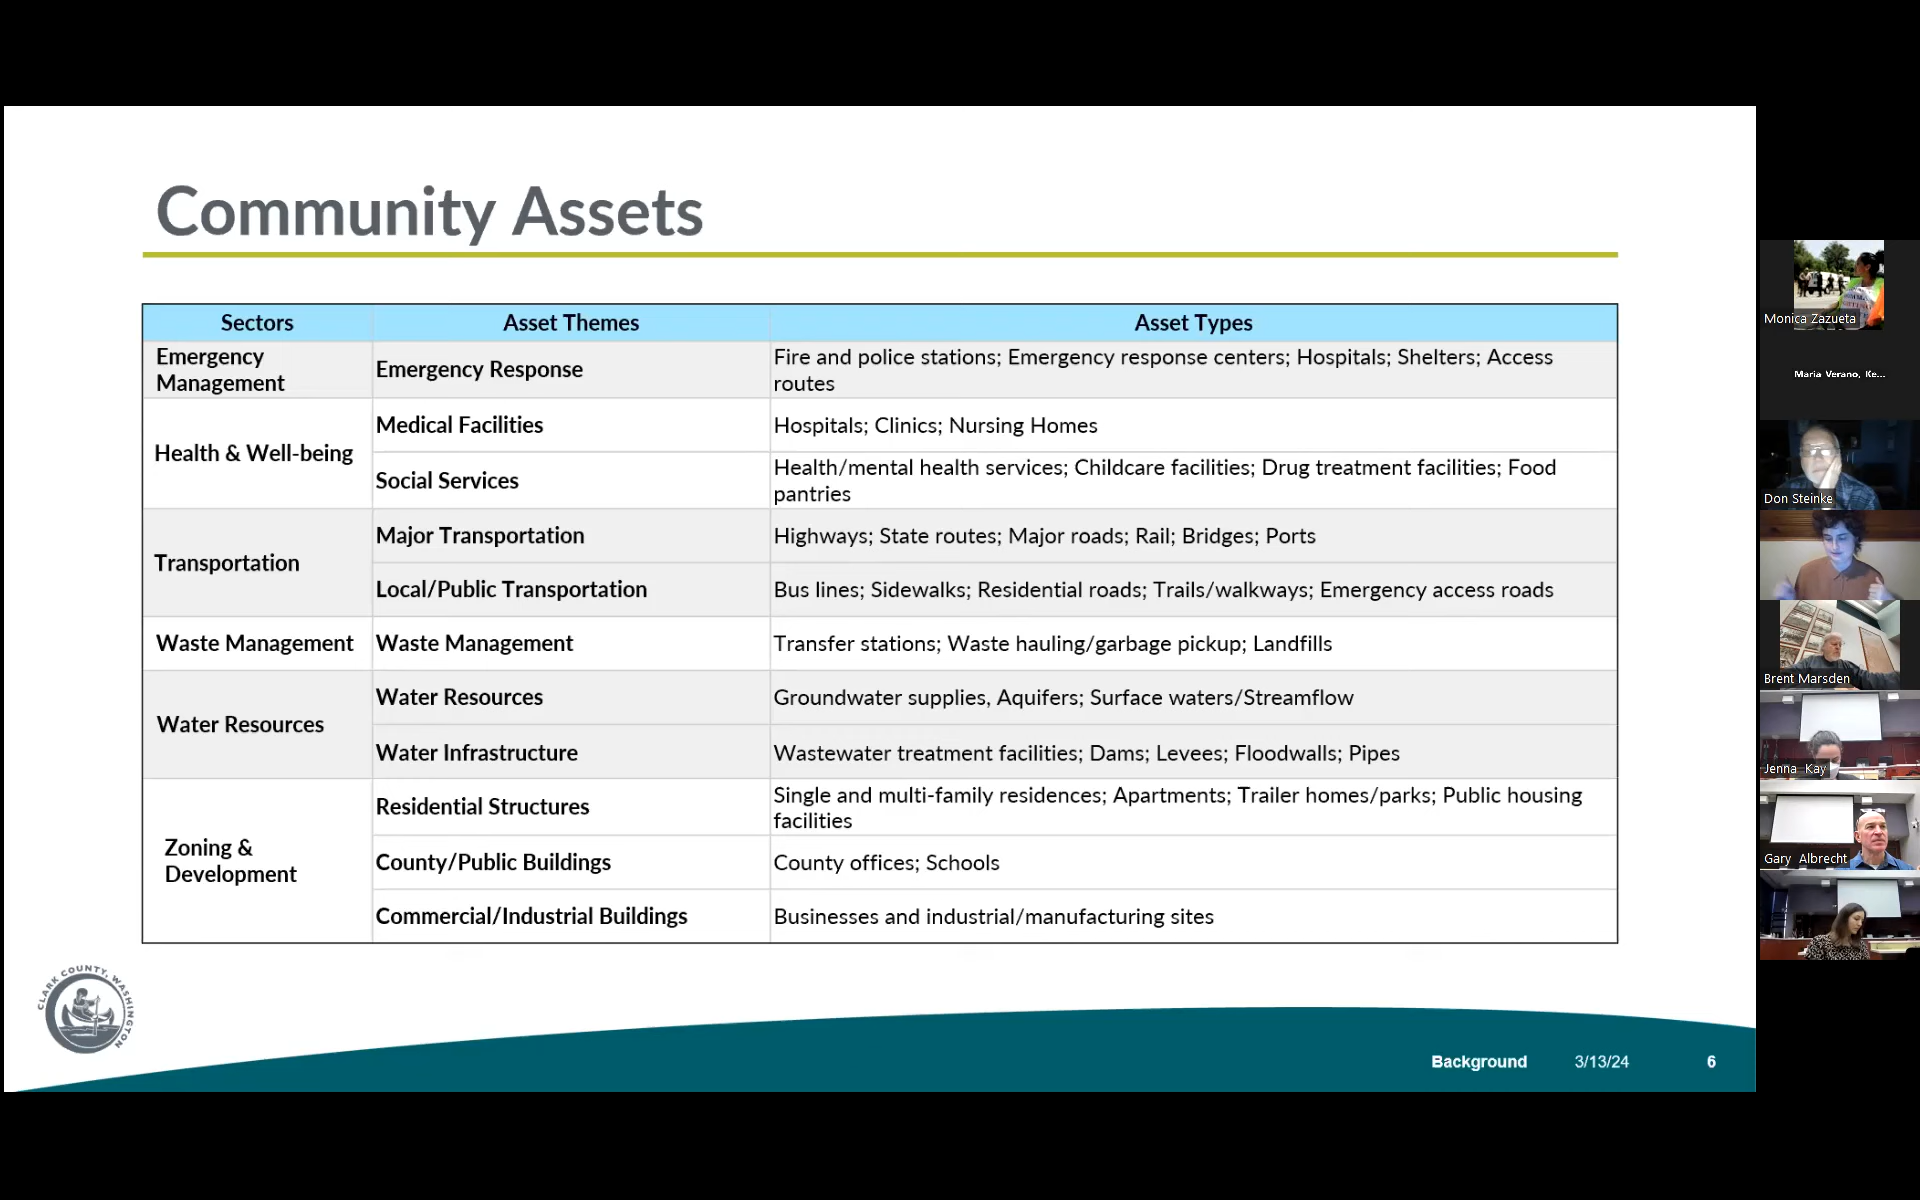 Community Assets
Sectors
Asset Themes
Asset Types
Emergency
Management
Emergency Response
Fire and police stations; Emergency response centers; Hospitals; Shelters; Access
routes
Health & Well-being
Medical Facilities
Hospitals; Clinics; Nursing Homes
Social Services
Health/mental health services; Childcare facilities; Drug treatment facilities; Food
pantries
Transportation
Major Transportation
Highways; State routes; Major roads; Rail; Bridges; Ports
Local/Public Transportation
Bus lines; Sidewalks; Residential roads; Trails/walkways; Emergency access roads
Waste Management
Waste Management
Transfer stations; Waste hauling/garbage pickup; Landfills
Water Resources
Water Resources
Groundwater supplies, Aquifers; Surface waters/Streamflow
Water Infrastructure
Wastewater treatment facilities; Dams; Levees; Floodwalls; Pipes
Zoning &
Development
Residential Structures
Single and multi-family residences; Apartments; Trailer homes/parks; Public housing
facilities
County/Public Buildings
County offices; Schools
Commercial/Industrial Buildings
Businesses and industrial/manufacturing sites
CLARK COUNTY, WASHINGTON
Background
3/13/24
6
Monica Zazueta
Maria Verano, Ke...
Don Steinke
Brent Marsden
Jenna Kay
Gary Albrecht